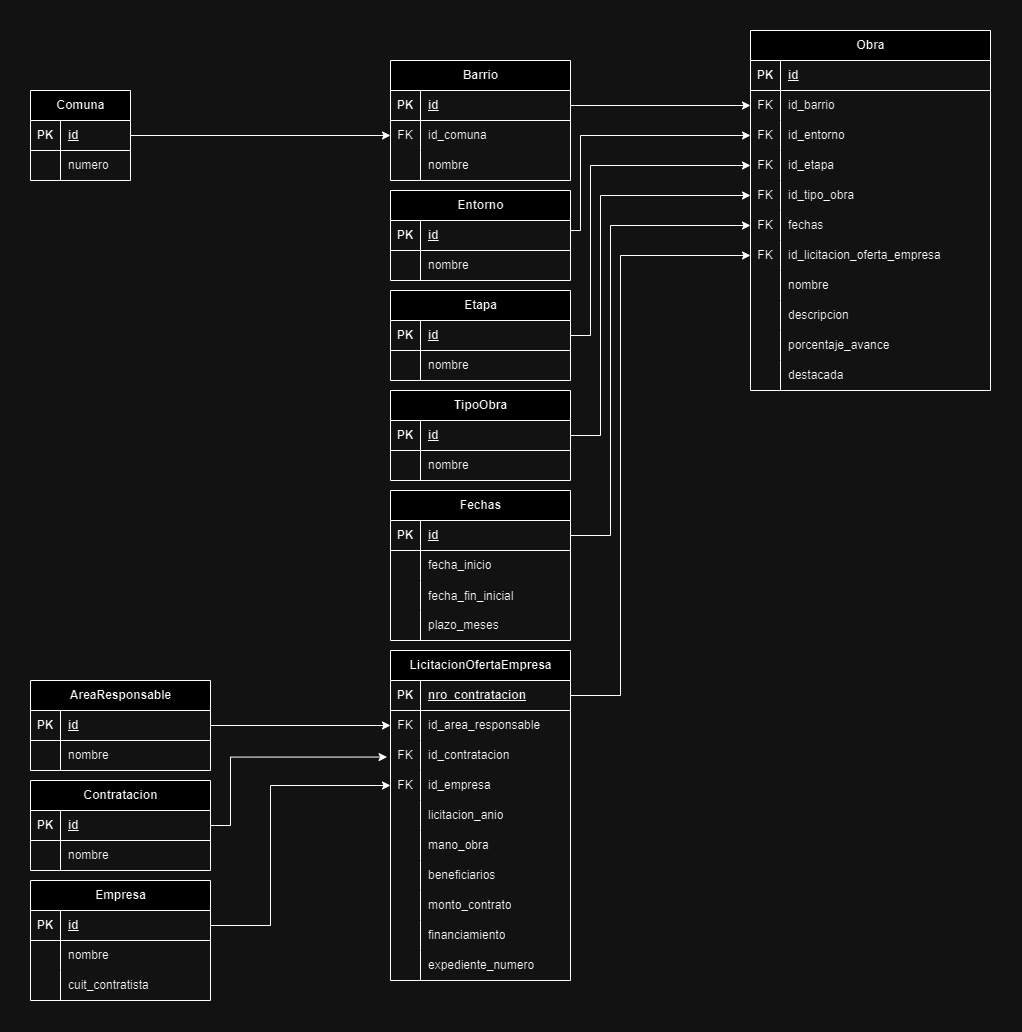 Comuna
PK id
numero
Barrio
PK id
FK id_comuna
nombre
Entorno
PK id
nombre
Etapa
PK id
nombre
TipoObra
PK id
nombre
Fechas
PK id
fecha_inicio
fecha_fin_inicial
plazo_meses
Obra
PK id
FK id_barrio
FK id_entorno
FK id_etapa
FK id_tipo_obra
FK fechas
FK id_licitacion_oferta_empresa
nombre
descripcion
porcentaje_avance
destacada
AreaResponsable
PK id
nombre
Contratacion
PK id
nombre
Empresa
PK id
nombre
cuit_contratista
LicitacionOfertaEmpresa
PK nro_contratacion
FK id_area_responsable
FK id_contratacion
FK id_empresa
licitacion_anio
mano_obra
beneficiarios
monto_contrato
financiamiento
expediente_numero